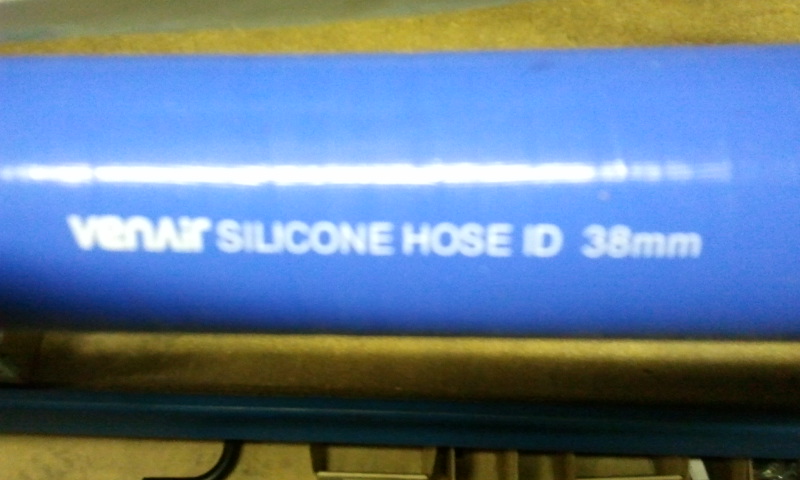 venair SILICONE HOSE ID 38mm